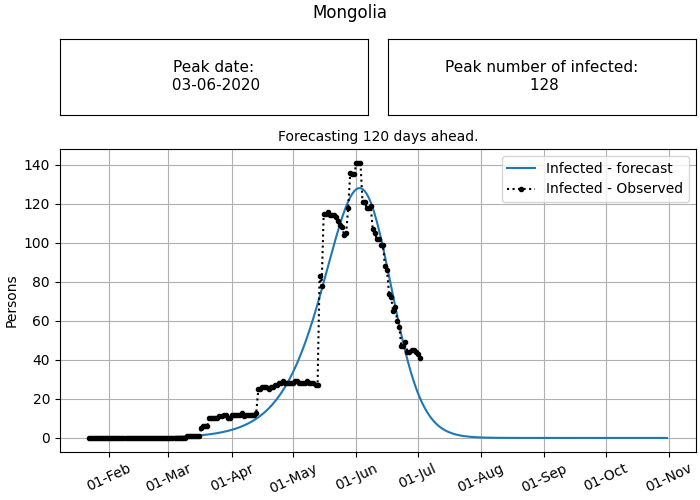 Mongolia
Peak date:
03-06-2020
Peak number of infected:
128
Forecasting 120 days ahead.
Infected - forecast
Infected - Observed
Persons
140
120
100
80
60
40
20
0
01-Feb
01-Mar
01-Apr
01-May
01-Jun
01-Jul
01-Aug
01-Sep
01-Oct
01-Nov